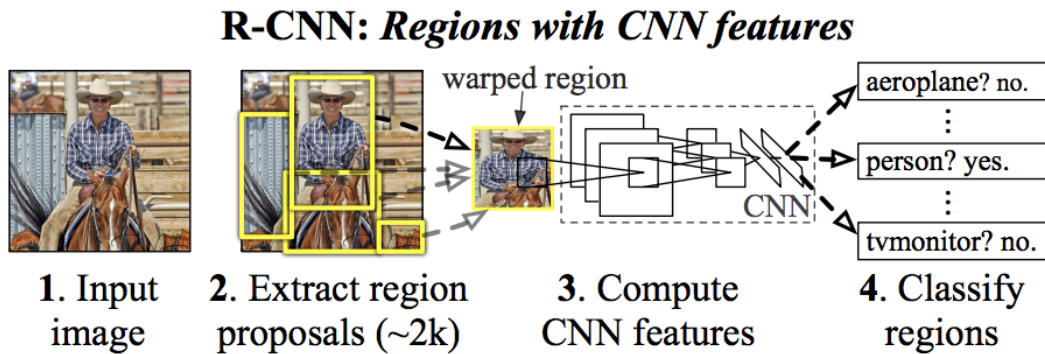 R-CNN: Regions with CNN features
warped region
aeroplane? no.
⋮
person? yes.
⋮
tvmonitor? no.
CNN
1. Input
image
2. Extract region
proposals (~2k)
3. Compute
CNN features
4. Classify
regions